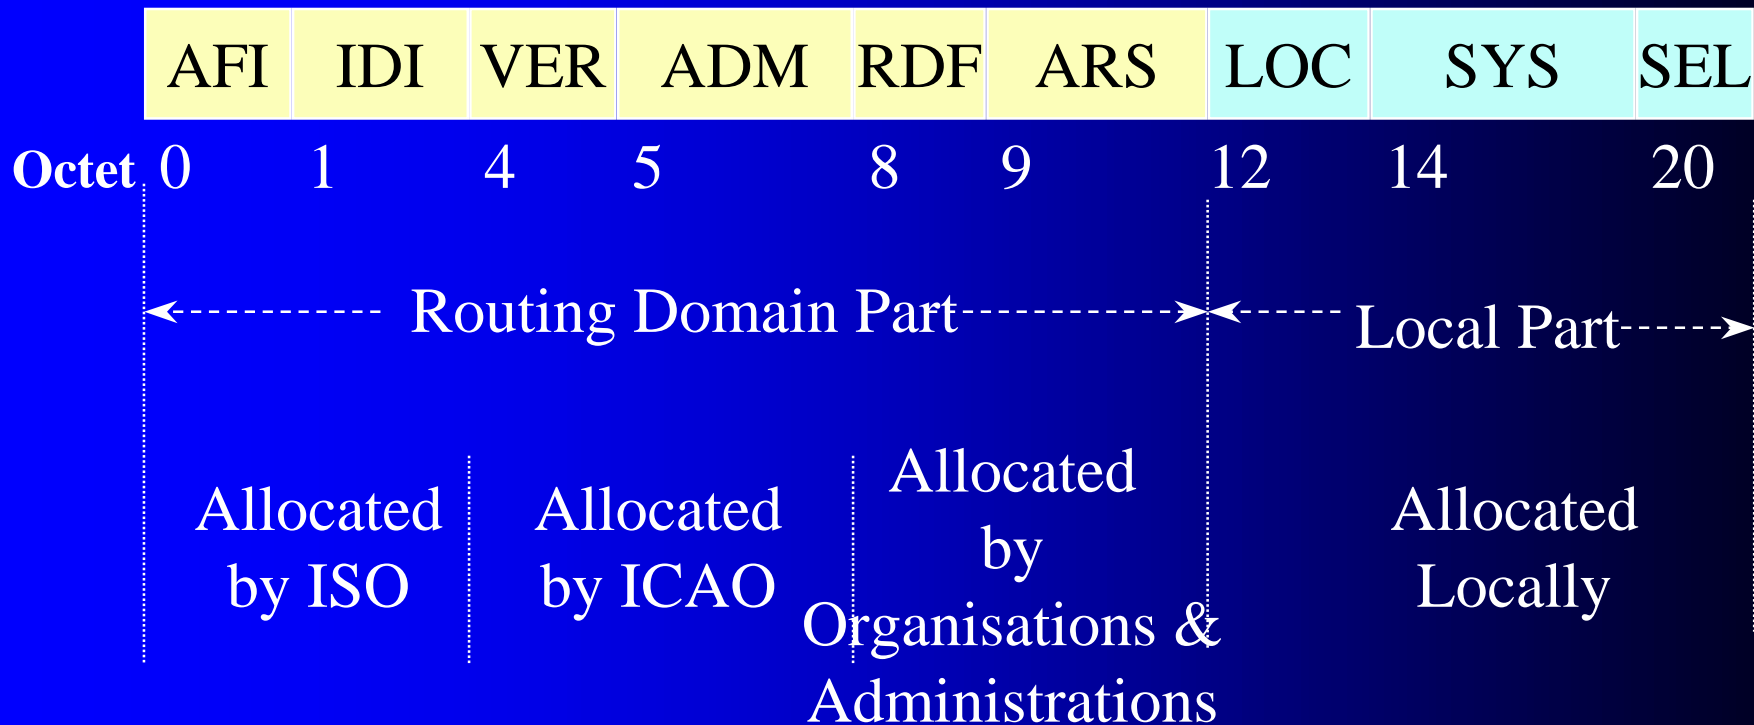 AFI IDI VER ADM RDF ARS LOC SYS SEL
Octet 0 1 4 5 8 9 12 14 20
Routing Domain Part
Local Part
Allocated
by ISO
Allocated
by ICAO
Allocated
by
Organisations &
Administrations
Allocated
Locally